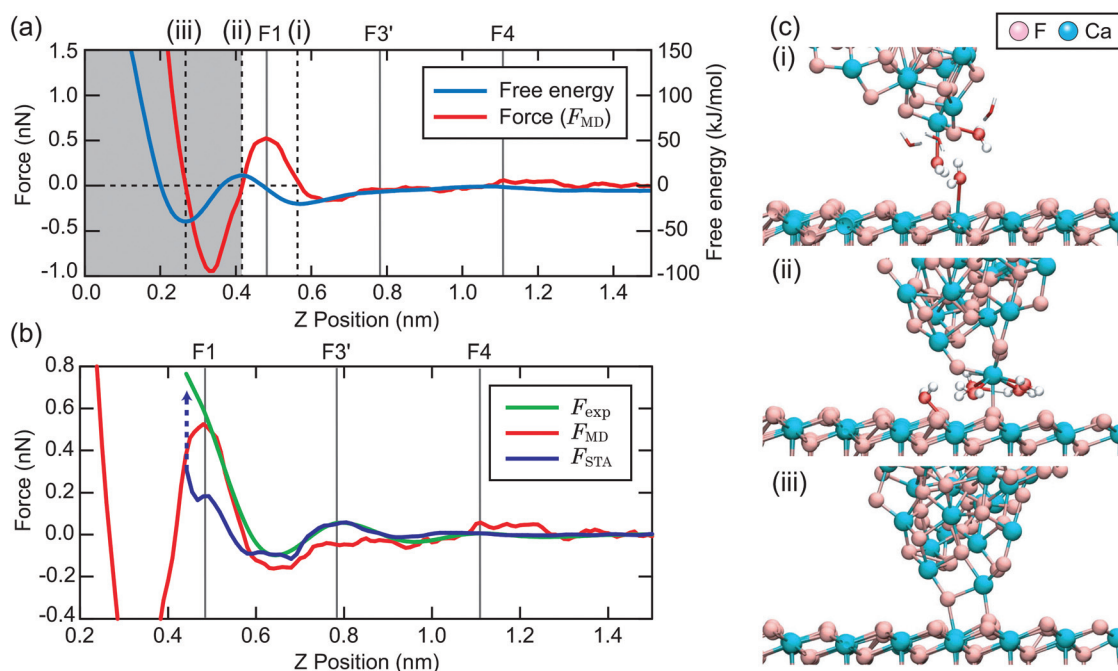 (a)
(iii) (ii) F1 (i) F3' F4
1.5
1.0
0.5
0.0
-0.5
-1.0
Force (nN)
Free energy
Force (F_MD)
150
100
50
0
-50
-100
Free energy (kJ/mol)
0.0 0.2 0.4 0.6 0.8 1.0 1.2 1.4
Z Position (nm)
(b)
F1 F3' F4
0.8
0.6
0.4
0.2
0.0
-0.2
-0.4
Force (nN)
F_exp
F_MD
F_STA
0.2 0.4 0.6 0.8 1.0 1.2 1.4
Z Position (nm)
(c)
F Ca
(i)
(ii)
(iii)